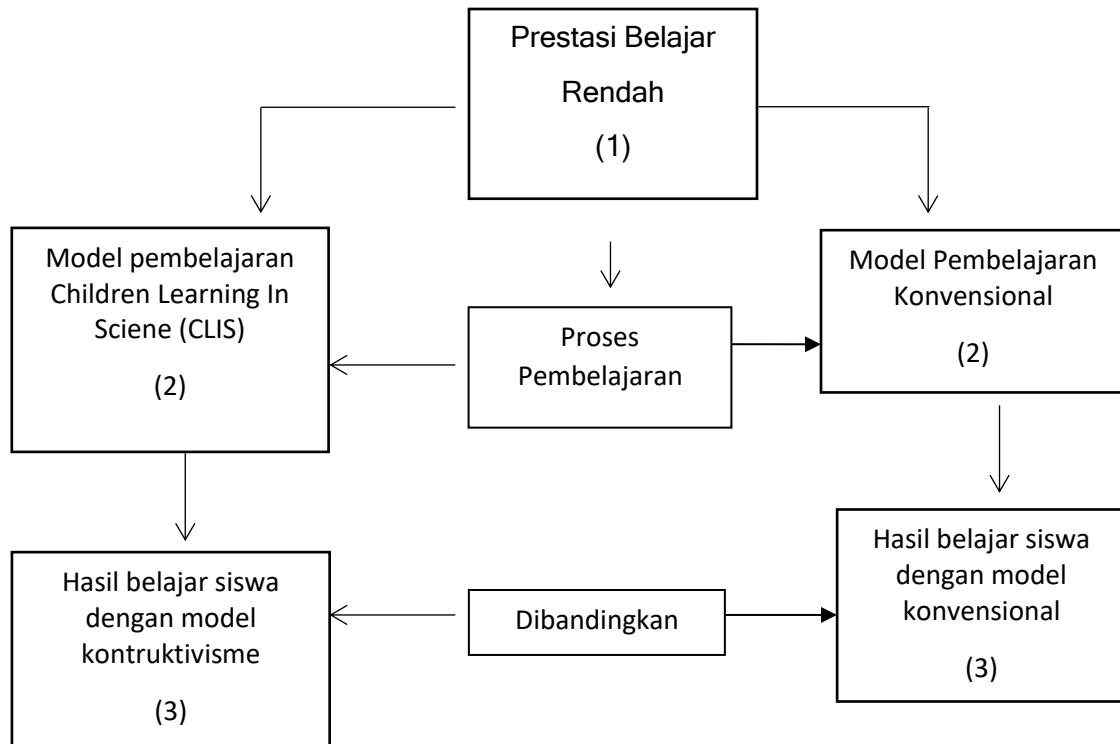 Prestasi Belajar
Rendah
(1)
Model pembelajaran
Children Learning In
Sciene (CLIS)
(2)
Proses
Pembelajaran
Model Pembelajaran
Konvensional
(2)
Hasil belajar siswa
dengan model
kontruktivisme
(3)
Dibandingkan
Hasil belajar siswa
dengan model
konvensional
(3)